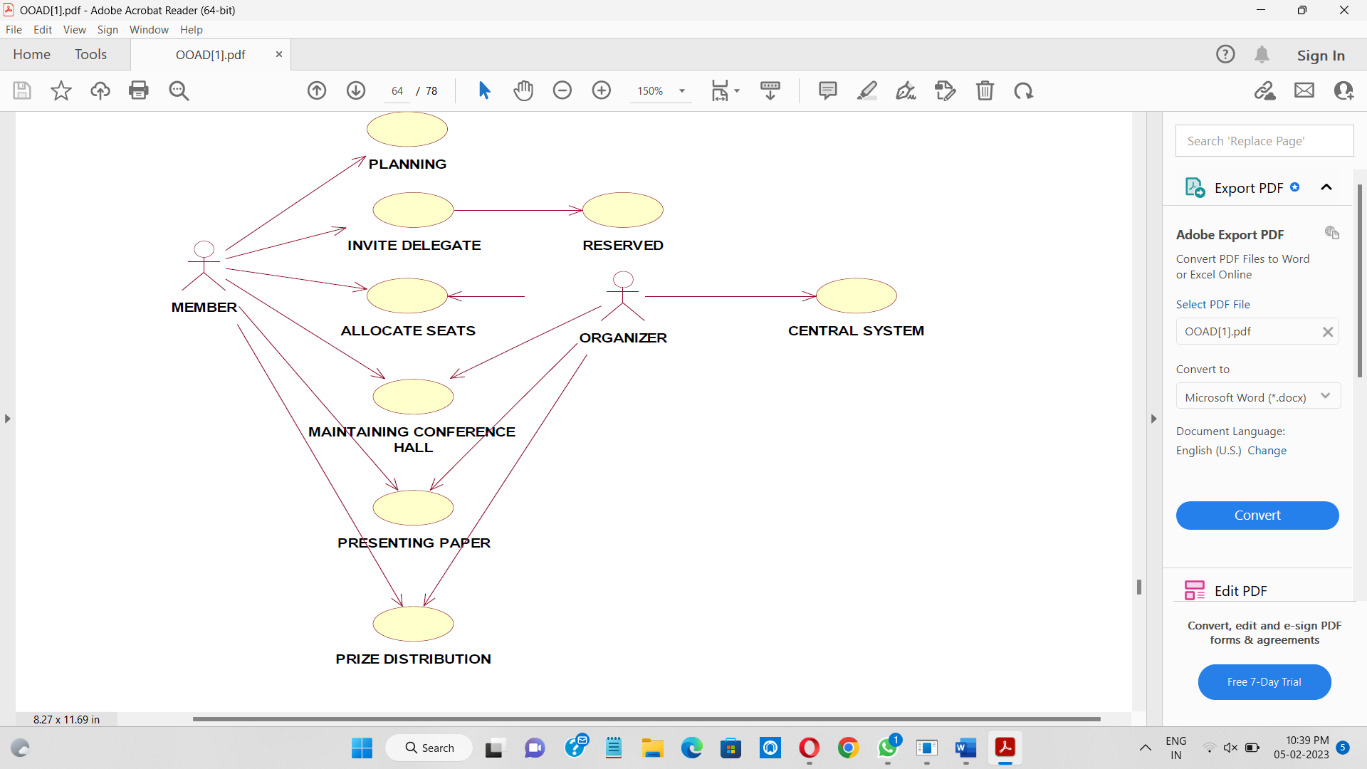 OOAD[1].pdf - Adobe Acrobat Reader (64-bit)
File Edit View Sign Window Help
Home Tools OOAD[1].pdf × Sign In
64 / 78 150%
PLANNING
INVITE DELEGATE RESERVED
MEMBER
ALLOCATE SEATS ORGANIZER CENTRAL SYSTEM
MAINTAINING CONFERENCE
HALL
PRESENTING PAPER
PRIZE DISTRIBUTION
8.27 x 11.69 in
Search 'Replace Page'
Export PDF
Adobe Export PDF
Convert PDF Files to Word
or Excel Online
Select PDF File
OOAD[1].pdf
Convert to
Microsoft Word (*.docx)
Document Language:
English (U.S.) Change
Convert
Edit PDF
Convert, edit and e-sign PDF
forms & agreements
Free 7-Day Trial
Search
1
ENG
IN
10:39 PM
05-02-2023
5